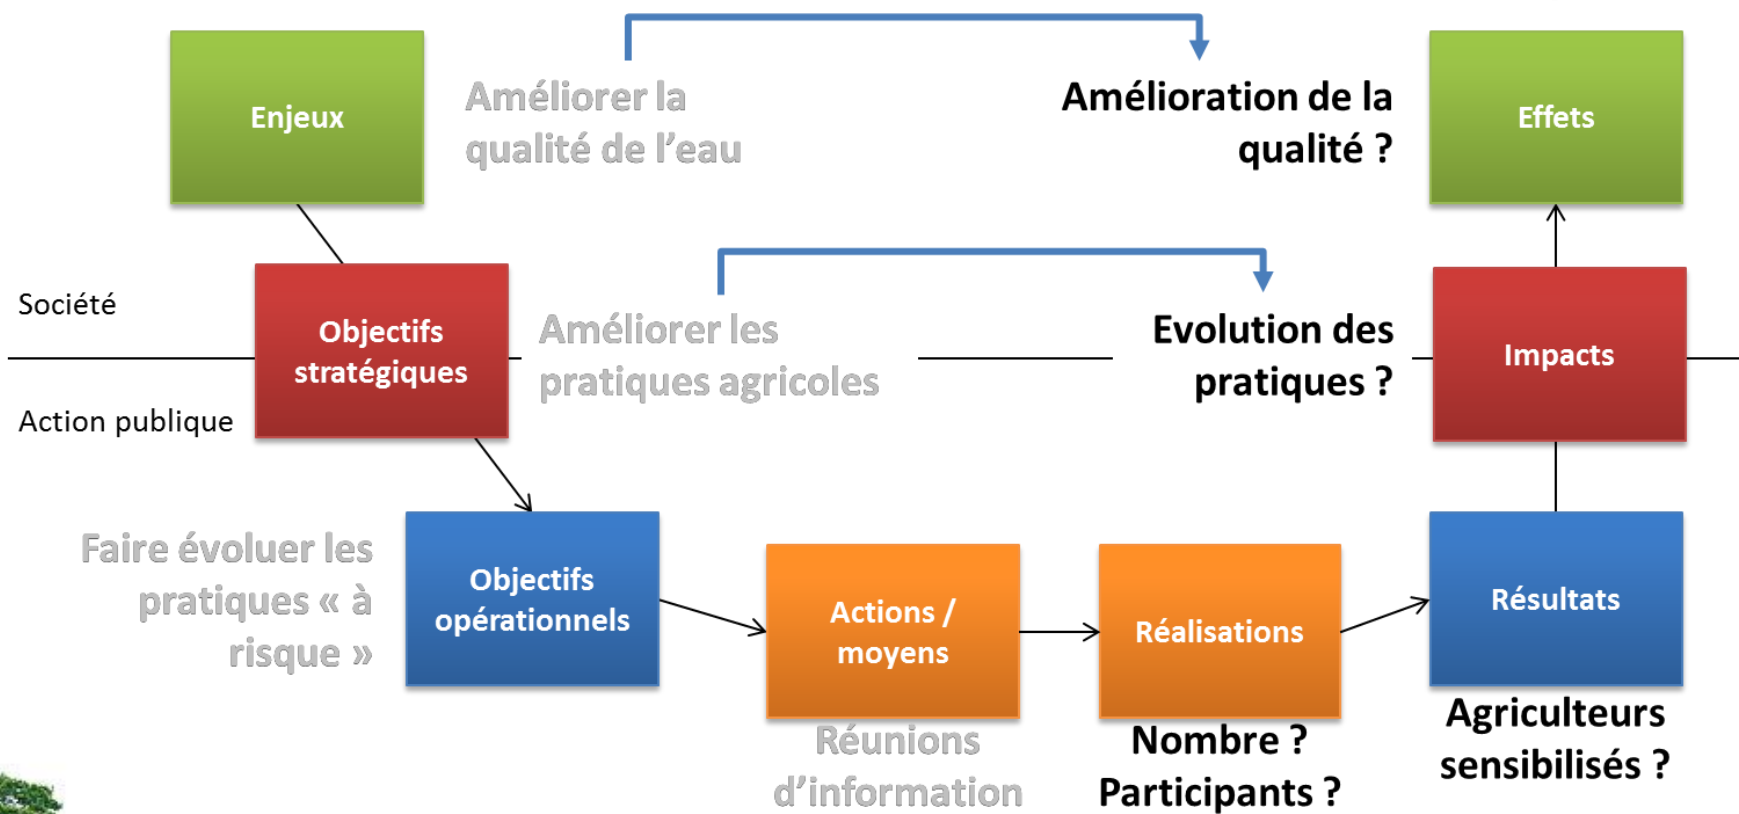 Enjeux
Améliorer la
qualité de l’eau
Amélioration de la
qualité ?
Effets
Société
Action publique
Objectifs
stratégiques
Améliorer les
pratiques agricoles
Evolution des
pratiques ?
Impacts
Faire évoluer les
pratiques « à
risque »
Objectifs
opérationnels
Actions /
moyens
Réunions
d’information
Réalisations
Nombre ?
Participants ?
Résultats
Agriculteurs
sensibilisés ?